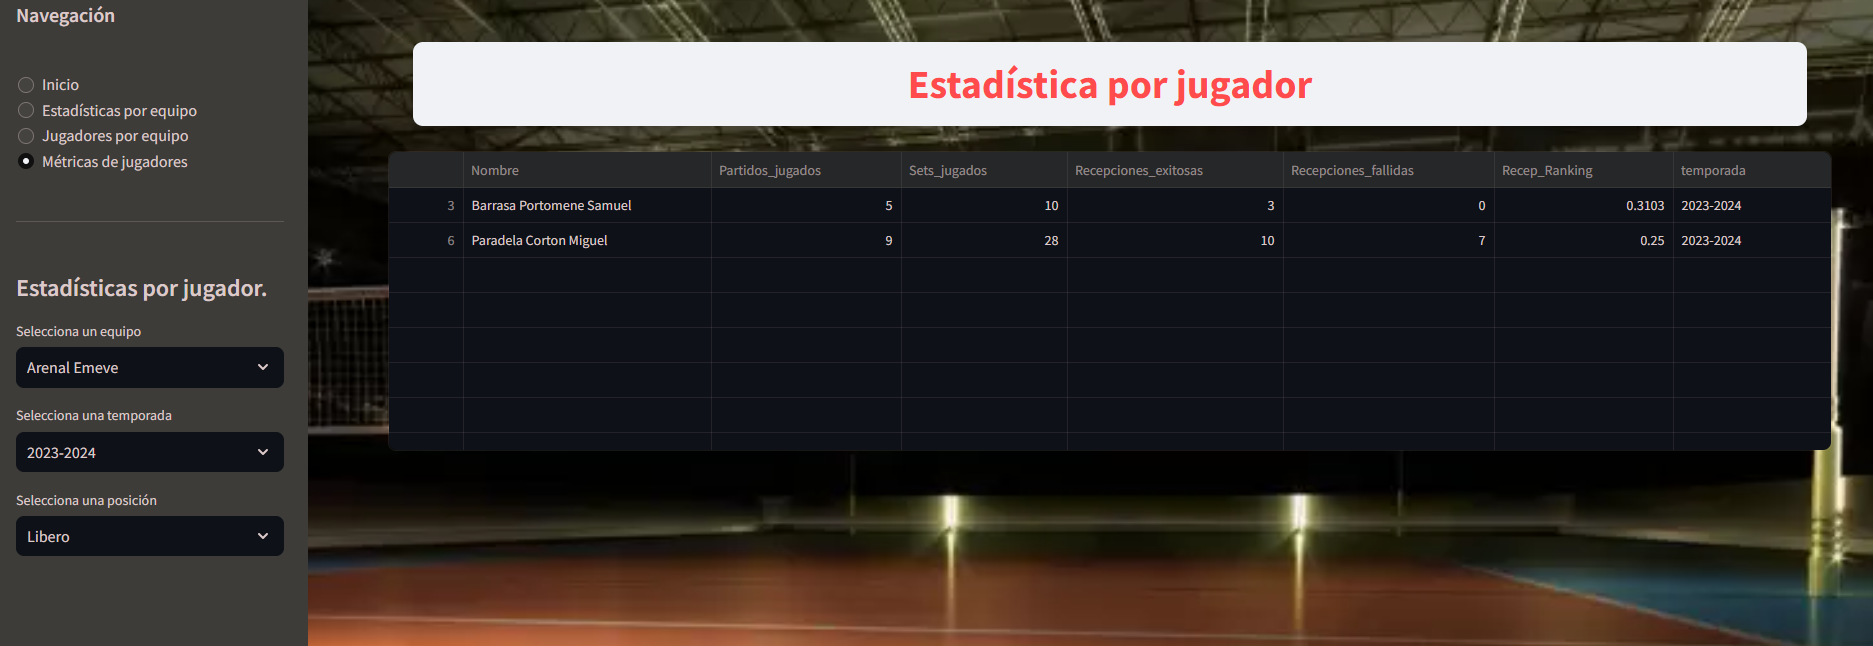 Navegación
Inicio
Estadísticas por equipo
Jugadores por equipo
Métricas de jugadores
Estadísticas por jugador.
Selecciona un equipo
Arenal Emeve
Selecciona una temporada
2023-2024
Selecciona una posición
Libero
Estadística por jugador
Nombre Partidos_jugados Sets_jugados Recepciones_exitosas Recepciones_fallidas Recep_Ranking temporada
3 Barrasa Portomene Samuel 5 10 3 0 0.3103 2023-2024
6 Paradela Corton Miguel 9 28 10 7 0.25 2023-2024